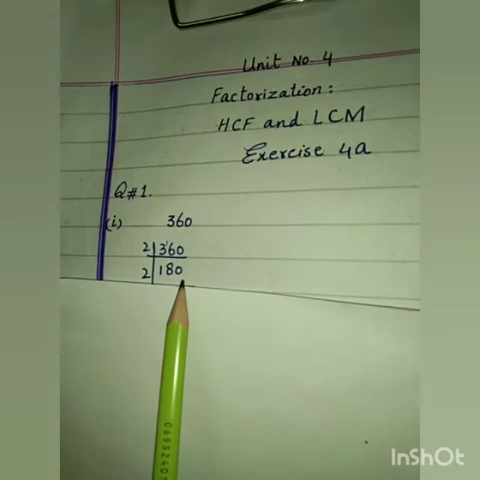 Unit No. 4
Factorization:
HCF and LCM
Exercise 4a
Q#1.
(i) 360
2 360
2 180
InShOt